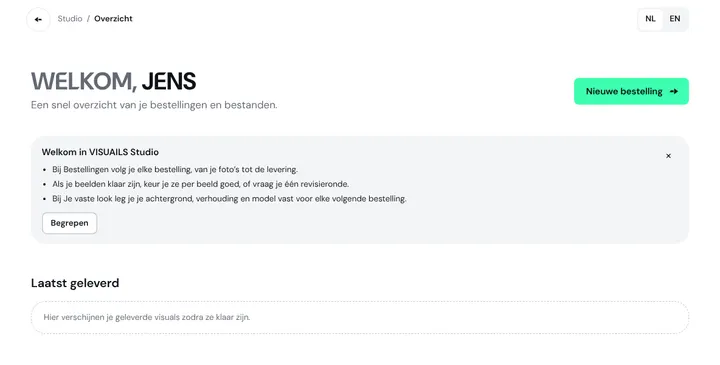 Studio / Overzicht
NL EN
WELKOM, JENS
Een snel overzicht van je bestellingen en bestanden.
Nieuwe bestelling →
Welkom in VISUAILS Studio
• Bij Bestellingen volg je elke bestelling, van je foto's tot de levering.
• Als je beelden klaar zijn, keur je ze per beeld goed, of vraag je één revisieronde.
• Bij Je vaste look leg je je achtergrond, verhouding en model vast voor elke volgende bestelling.
Begrepen
Laatst geleverd
Hier verschijnen je geleverde visuals zodra ze klaar zijn.